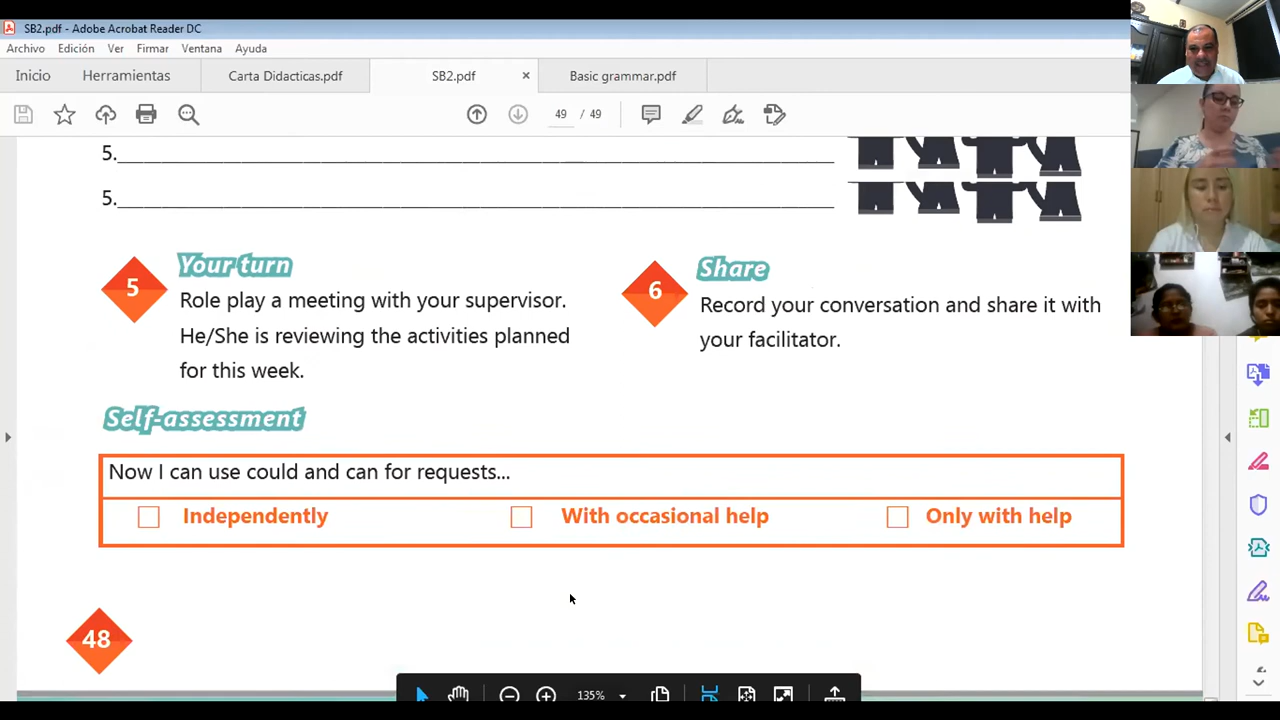 SB2.pdf - Adobe Acrobat Reader DC
Archivo Edición Ver Firmar Ventana Ayuda
Inicio Herramientas Carta Didacticas.pdf SB2.pdf × Basic grammar.pdf
49 / 49
5.
5.
5 Your turn
Role play a meeting with your supervisor.
He/She is reviewing the activities planned
for this week.
6 Share
Record your conversation and share it with
your facilitator.
Self-assessment
Now I can use could and can for requests...
Independently With occasional help Only with help
48
135%